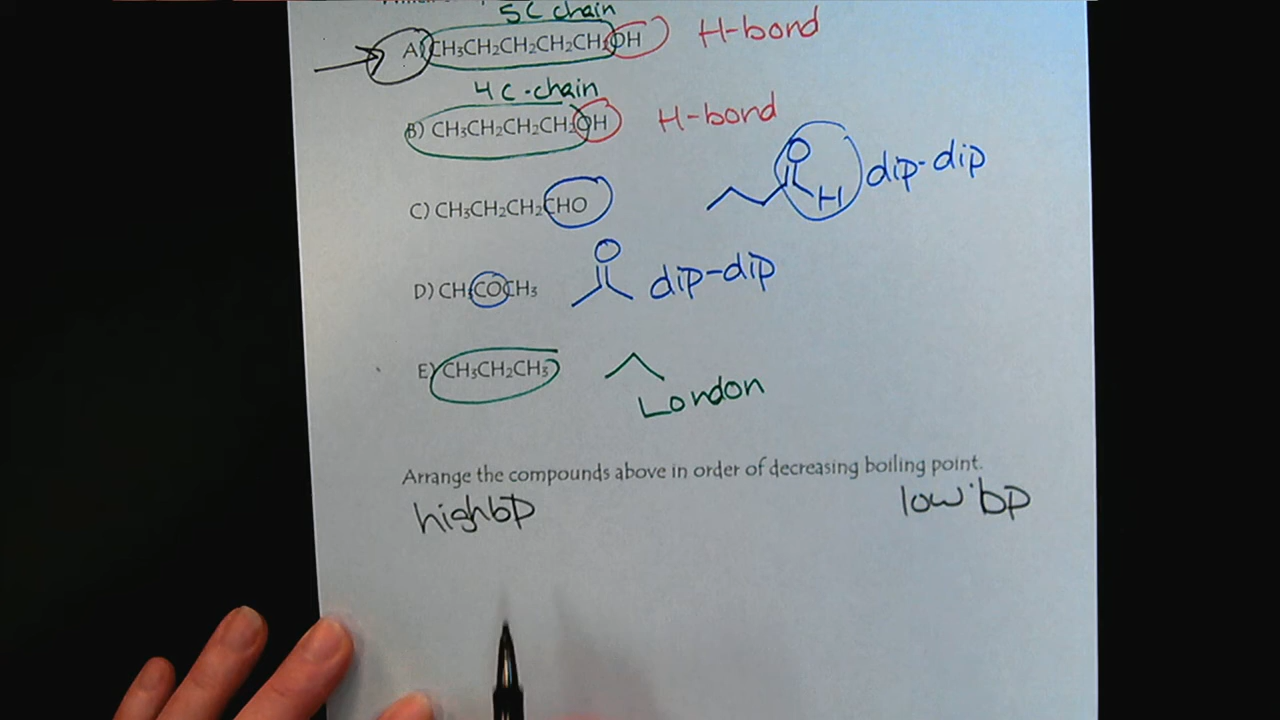 5C chain
A) CH₃CH₂CH₂CH₂CH₂OH H-bond
4C-chain
B) CH₃CH₂CH₂CH₂OH H-bond
C) CH₃CH₂CH₂CHO O H dip-dip
D) CH₃COCH₃ O dip-dip
E) CH₃CH₂CH₃
London
Arrange the compounds above in order of decreasing boiling point.
high bp low bp